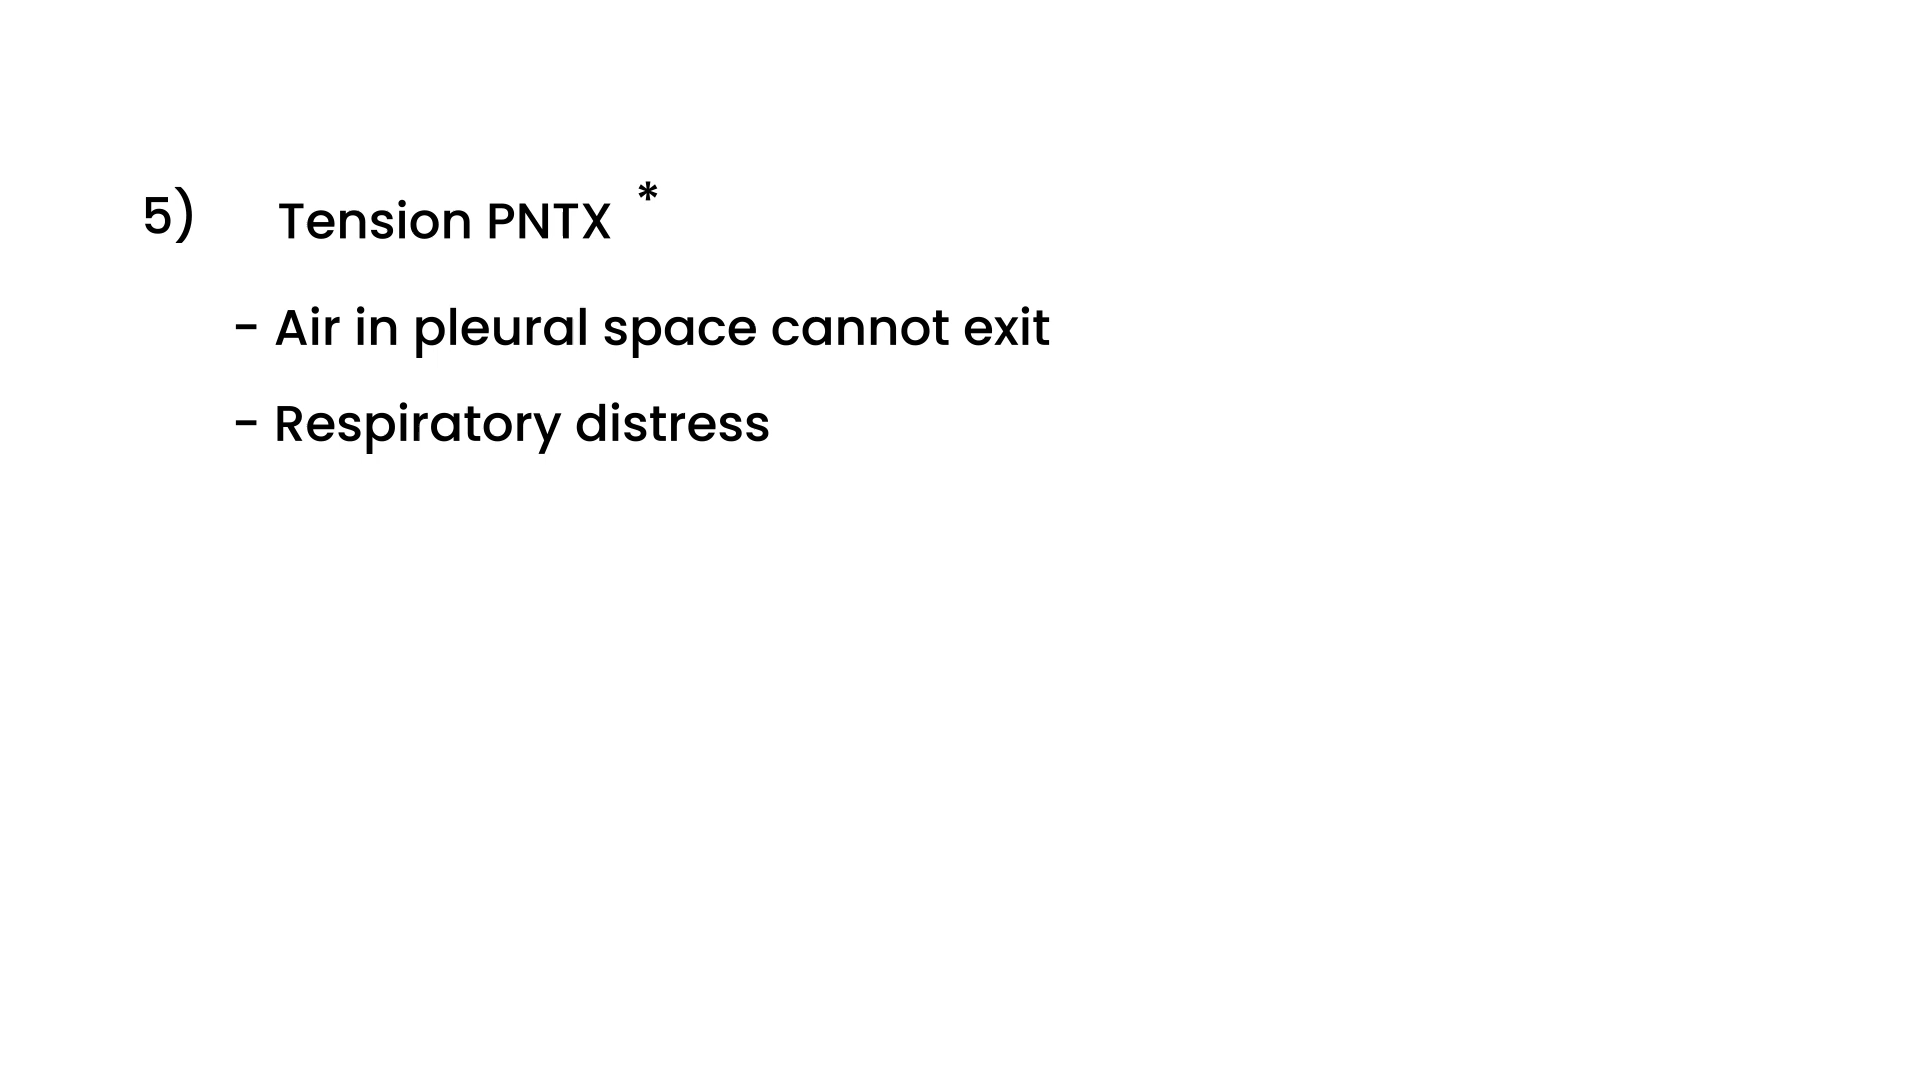 5) Tension PNTX *
- Air in pleural space cannot exit
- Respiratory distress